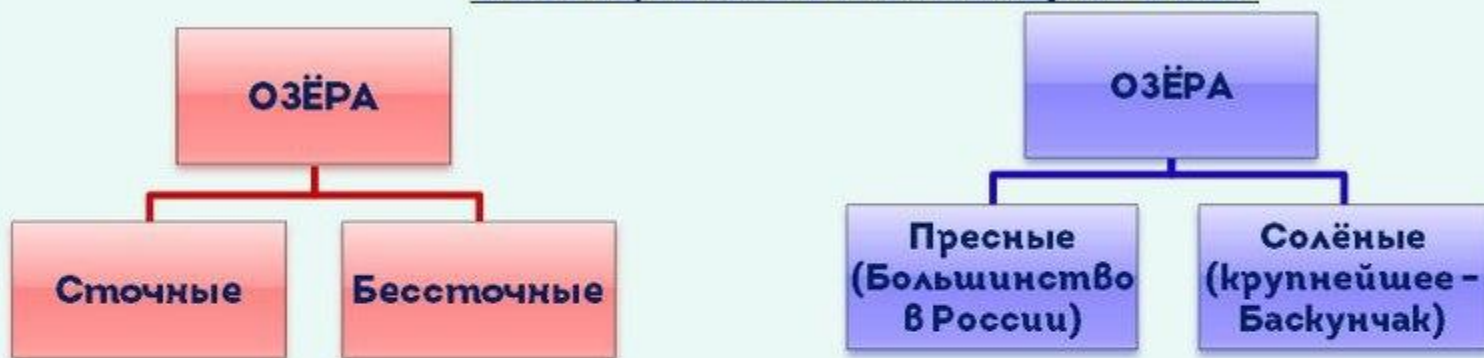 ОЗЁРА
Сточные
Бессточные
ОЗЁРА
Пресные
(Большинство
в России)
Солёные
(крупнейшее –
Баскунчак)